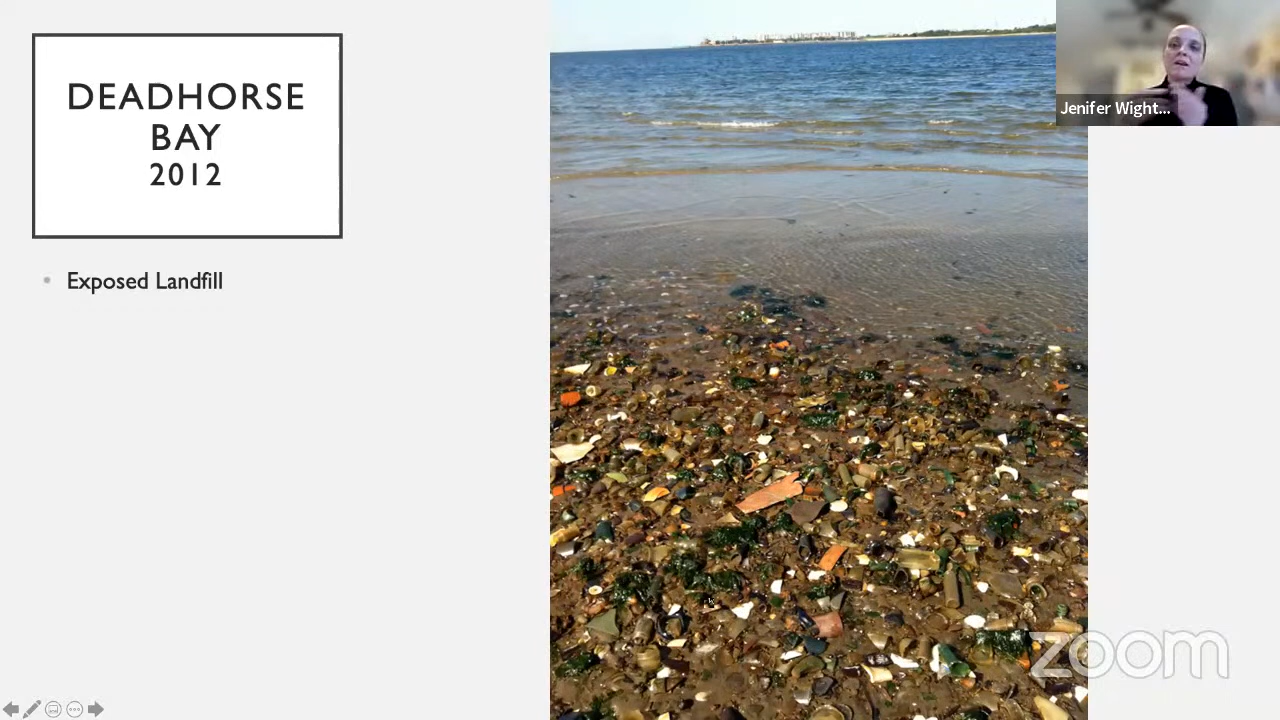 DEADHORSE
BAY
2012
Exposed Landfill
Jenifer Wight...
zoom